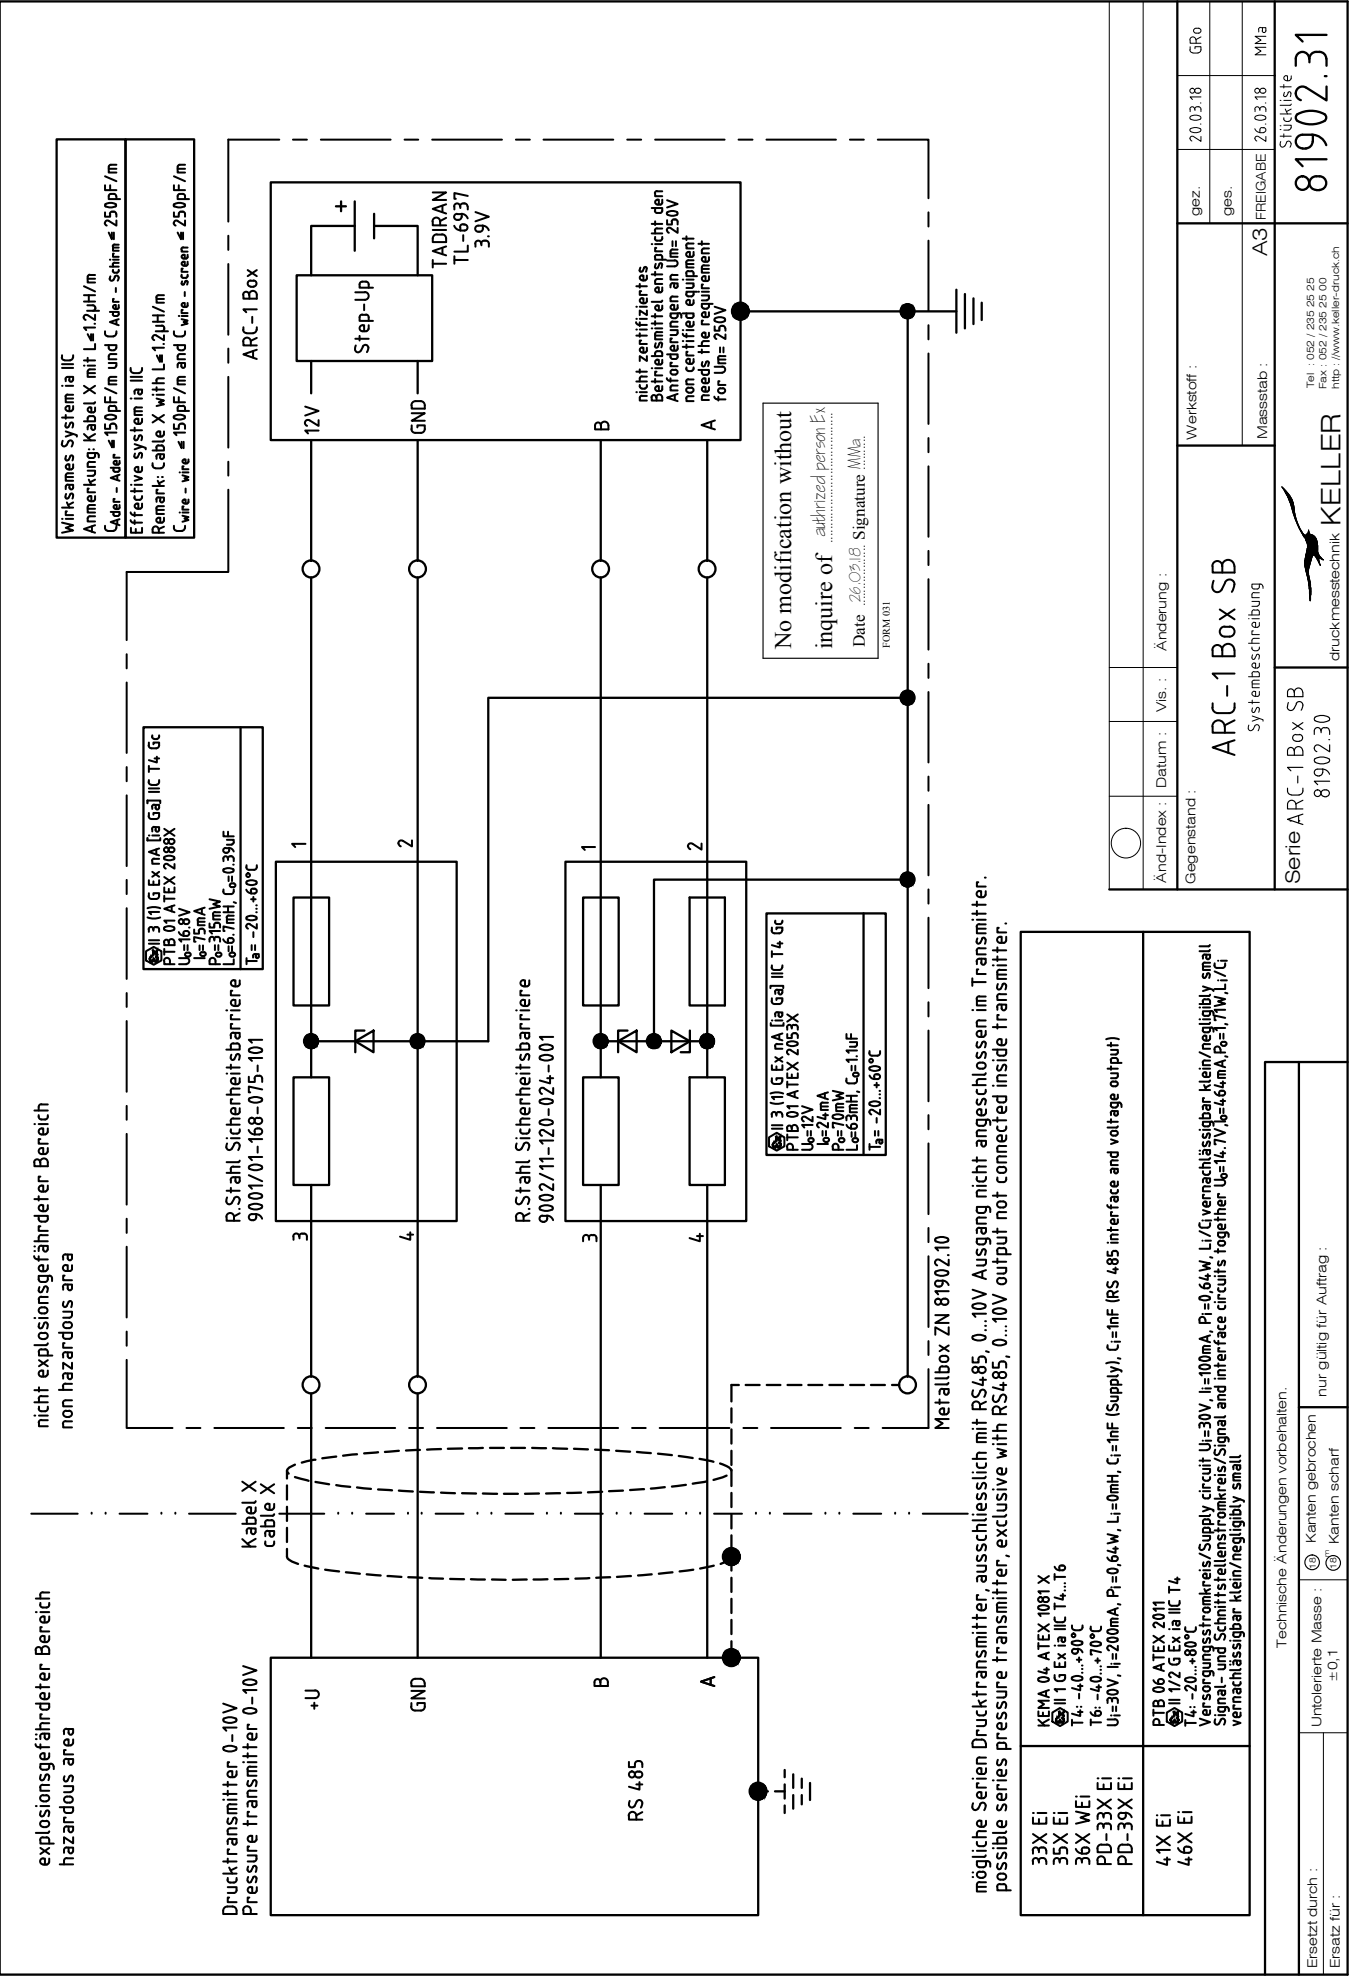 explosionsgefährdeter Bereich
hazardous area
nicht explosionsgefährdeter Bereich
non hazardous area
Wirksames System ia IIC
Anmerkung: Kabel X mit L≤1.2µH/m
CAder - Ader ≤150pF/m und C Ader - Schirm ≤ 250pF/m
Effective system ia IIC
Remark: Cable X with L≤1.2µH/m
Cwire - wire ≤ 150pF/m and C wire - screen ≤ 250pF/m
Drucktransmitter 0-10V
Pressure transmitter 0-10V
+U
GND
B
A
RS 485
Kabel X
cable X
II 3 (1) G Ex nA [ia Ga] IIC T4 Gc
PTB 01 ATEX 2088X
Uo=16.8V
Io=75mA
Po=315mW
Lo=6.7mH, Co=0.39uF
Ta= -20...+60°C
R.Stahl Sicherheitsbarriere
9001/01-168-075-101
3
4
1
2
R.Stahl Sicherheitsbarriere
9002/11-120-024-001
3
4
1
2
II 3 (1) G Ex nA [ia Ga] IIC T4 Gc
PTB 01 ATEX 2053X
Uo=12V
Io=24mA
Po=70mW
Lo=63mH, Co=1.1uF
Ta= -20...+60°C
Metallbox ZN 81902.10
ARC-1 Box
12V
GND
B
A
Step-Up
+
TADIRAN
TL-6937
3.9V
nicht zertifiziertes
Betriebsmittel entspricht den
Anforderungen an Um= 250V
non certified equipment
needs the requirement
for Um= 250V
No modification without
inquire of authrized person Ex
Date 26.03.18 Signature MMa
FORM 031
mögliche Serien Drucktransmitter, ausschliesslich mit RS485, 0...10V Ausgang nicht angeschlossen im Transmitter.
possible series pressure transmitter, exclusive with RS485, 0...10V output not connected inside transmitter.
33X Ei
35X Ei
36X WEi
PD-33X Ei
PD-39X Ei
KEMA 04 ATEX 1081 X
II 1 G Ex ia IIC T4...T6
T4: -40...+90°C
T6: -40...+70°C
Ui=30V, Ii=200mA, Pi=0,64W, Li=0mH, Ci=1nF (Supply), Ci=1nF (RS 485 interface and voltage output)
41X Ei
46X Ei
PTB 06 ATEX 2011
II 1/2 G Ex ia IIC T4
T4: -20...+80°C
Versorgungsstromkreis/Supply circuit Ui=30V, Ii=100mA, Pi=0,64W, Li/Civernachlässigbar klein/negligibly small
Signal- und Schnittstellenstromkreis/Signal and interface circuits together Uo=14.7V,Io=464mA,Po=1,71W,Li/Ci
vernachlässigbar klein/negligibly small
Technische Änderungen vorbehalten.
Ersetzt durch :
Ersatz für :
Untolerierte Masse :
±0,1
18 Kanten gebrochen
18 m Kanten scharf
nur gültig für Auftrag :
Änd-Index :
Datum :
Vis. :
Änderung :
Gegenstand :
ARC-1 Box SB
Systembeschreibung
Werkstoff :
Massstab :
A3
gez.
20.03.18
GRo
ges.
FREIGABE
26.03.18
MMa
Serie ARC-1 Box SB
81902.30
druckmesstechnik KELLER
Tel : 052 / 235 25 25
Fax : 052 / 235 25 00
http : //www.keller-druck.ch
Stückliste
81902.31